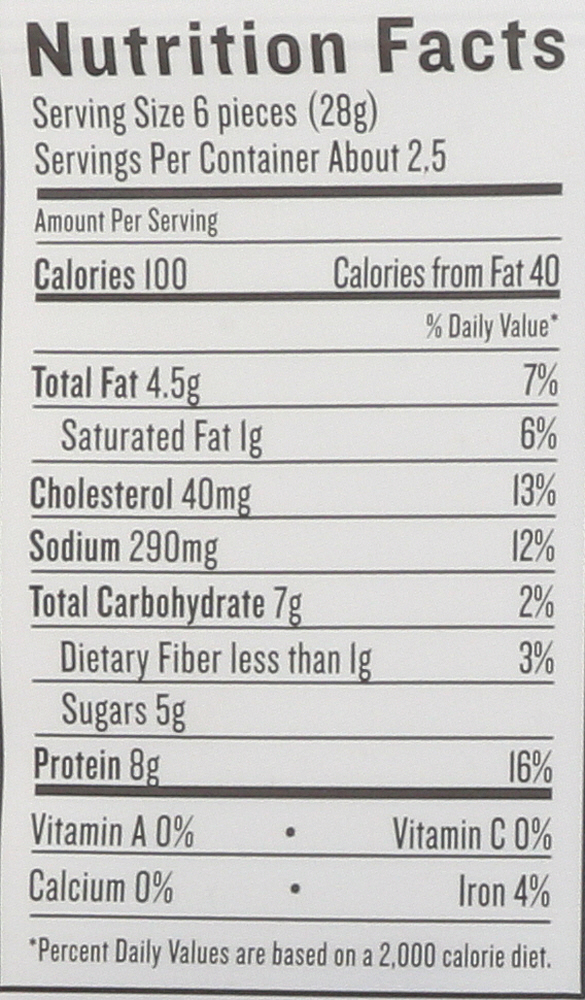 Nutrition Facts
Serving Size 6 pieces (28g)
Servings Per Container About 2.5
Amount Per Serving
Calories 100 Calories from Fat 40
% Daily Value*
Total Fat 4.5g 7%
Saturated Fat 1g 6%
Cholesterol 40mg 13%
Sodium 290mg 12%
Total Carbohydrate 7g 2%
Dietary Fiber less than 1g 3%
Sugars 5g
Protein 8g 16%
Vitamin A 0% • Vitamin C 0%
Calcium 0% • Iron 4%
*Percent Daily Values are based on a 2,000 calorie diet.